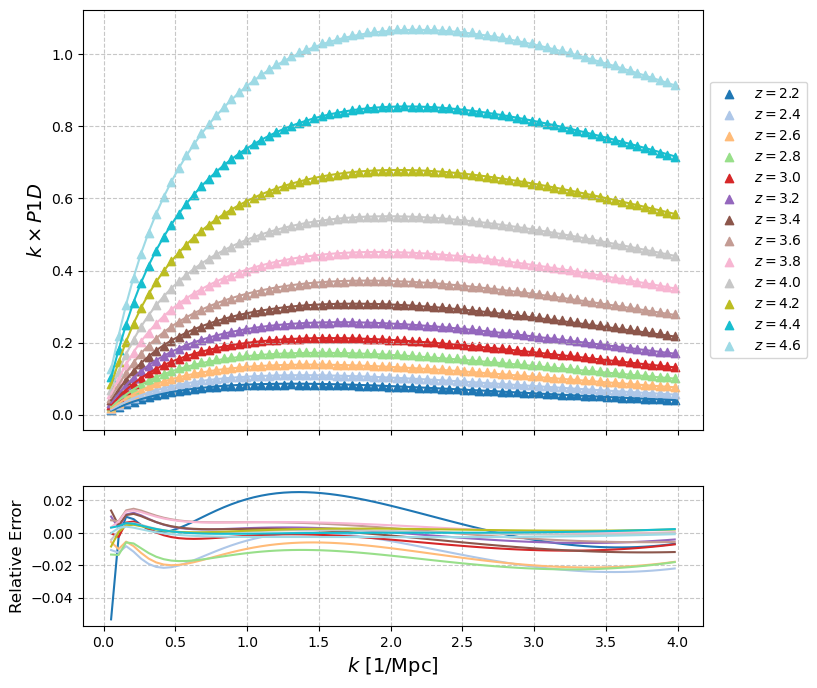 1.0
0.8
0.6
0.4
0.2
0.0
k × P1D
z = 2.2
z = 2.4
z = 2.6
z = 2.8
z = 3.0
z = 3.2
z = 3.4
z = 3.6
z = 3.8
z = 4.0
z = 4.2
z = 4.4
z = 4.6
0.02
0.00
−0.02
−0.04
Relative Error
0.0 0.5 1.0 1.5 2.0 2.5 3.0 3.5 4.0
k [1/Mpc]